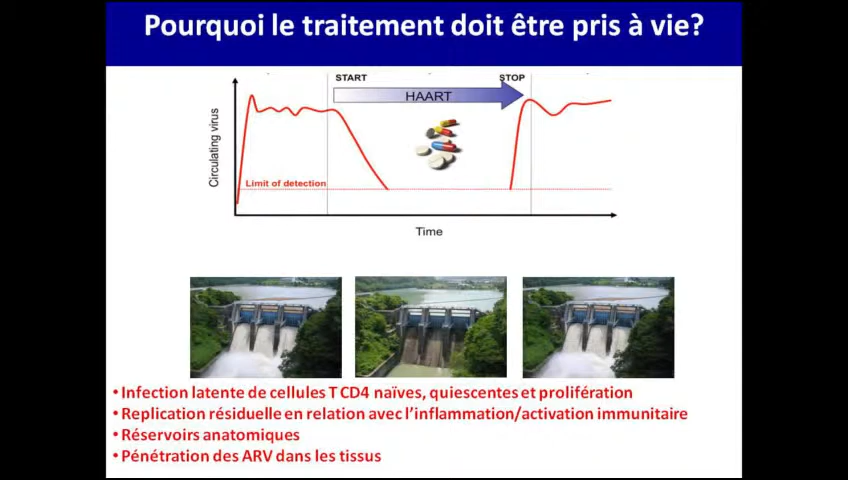 Pourquoi le traitement doit être pris à vie?
START
STOP
HAART
Circulating virus
Limit of detection
Time
• Infection latente de cellules T CD4 naïves, quiescentes et prolifération
• Replication résiduelle en relation avec l'inflammation/activation immunitaire
• Réservoirs anatomiques
• Pénétration des ARV dans les tissus